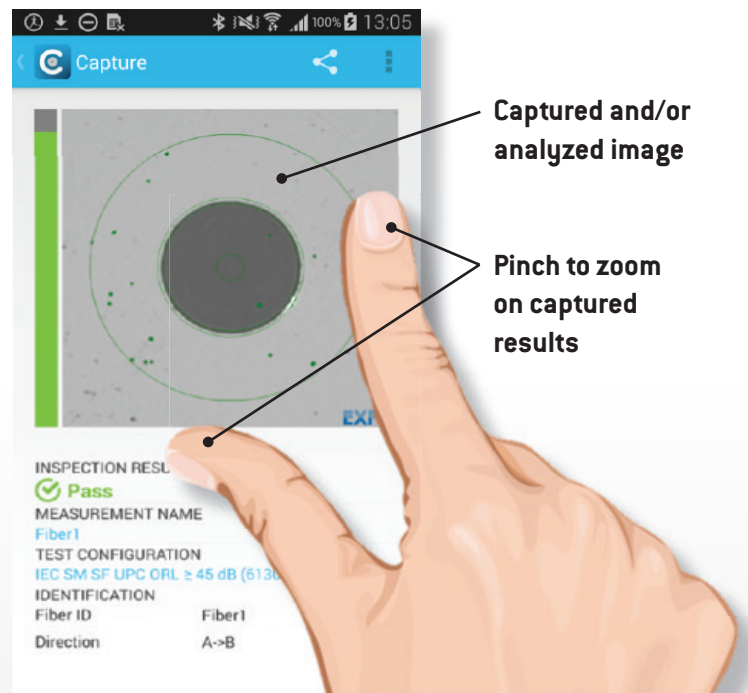 100% 13:05
Capture
Captured and/or
analyzed image
Pinch to zoom
on captured
results
EXF
INSPECTION RESU
Pass
MEASUREMENT NAME
Fiber1
TEST CONFIGURATION
IEC SM SF UPC ORL ≥ 45 dB (6130
IDENTIFICATION
Fiber ID Fiber1
Direction A->B